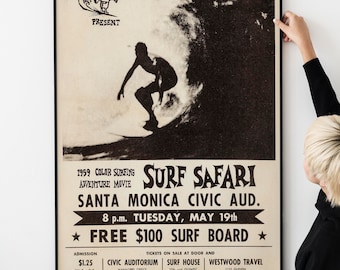 PRESENT
1959 COLOR SURFING
ADVENTURE MOVIE
SURF SAFARI
SANTA MONICA CIVIC AUD.
8 p.m. TUESDAY, MAY 19th
★ FREE $100 SURF BOARD ★
ADMISSION
TICKETS ON SALE AT DOOR AND
$1.25 CIVIC AUDITORIUM SURF HOUSE WESTWOOD TRAVEL